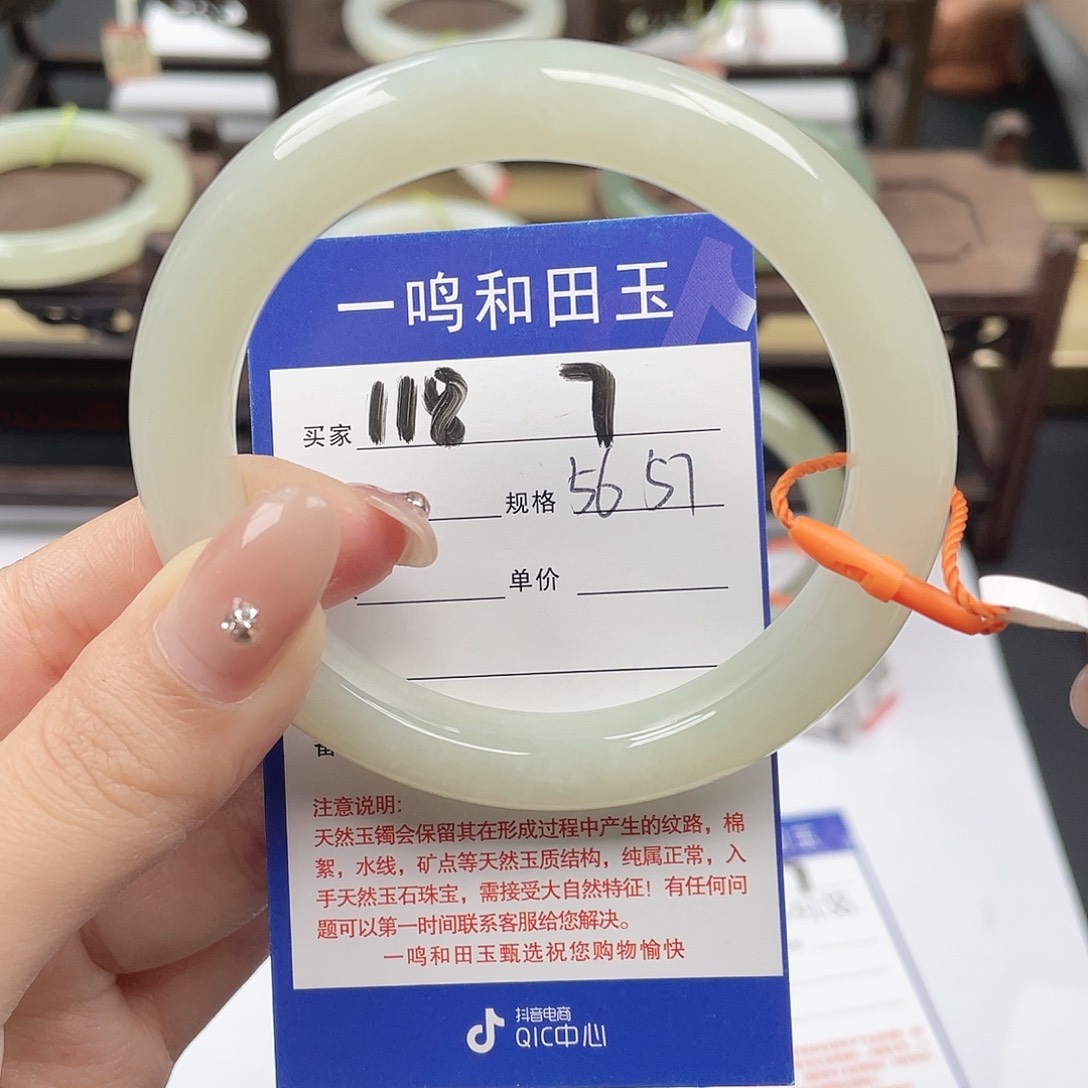 一鸣和田玉
买家 118 7
规格 56 57
单价
注意说明:
天然玉镯会保留其在形成过程中产生的纹路，棉
絮，水线，矿点等天然玉质结构，纯属正常，入
手天然玉石珠宝，需接受大自然特征！有任何问
题可以第一时间联系客服给您解决。
一鸣和田玉甄选祝您购物愉快
抖音电商
QIC中心